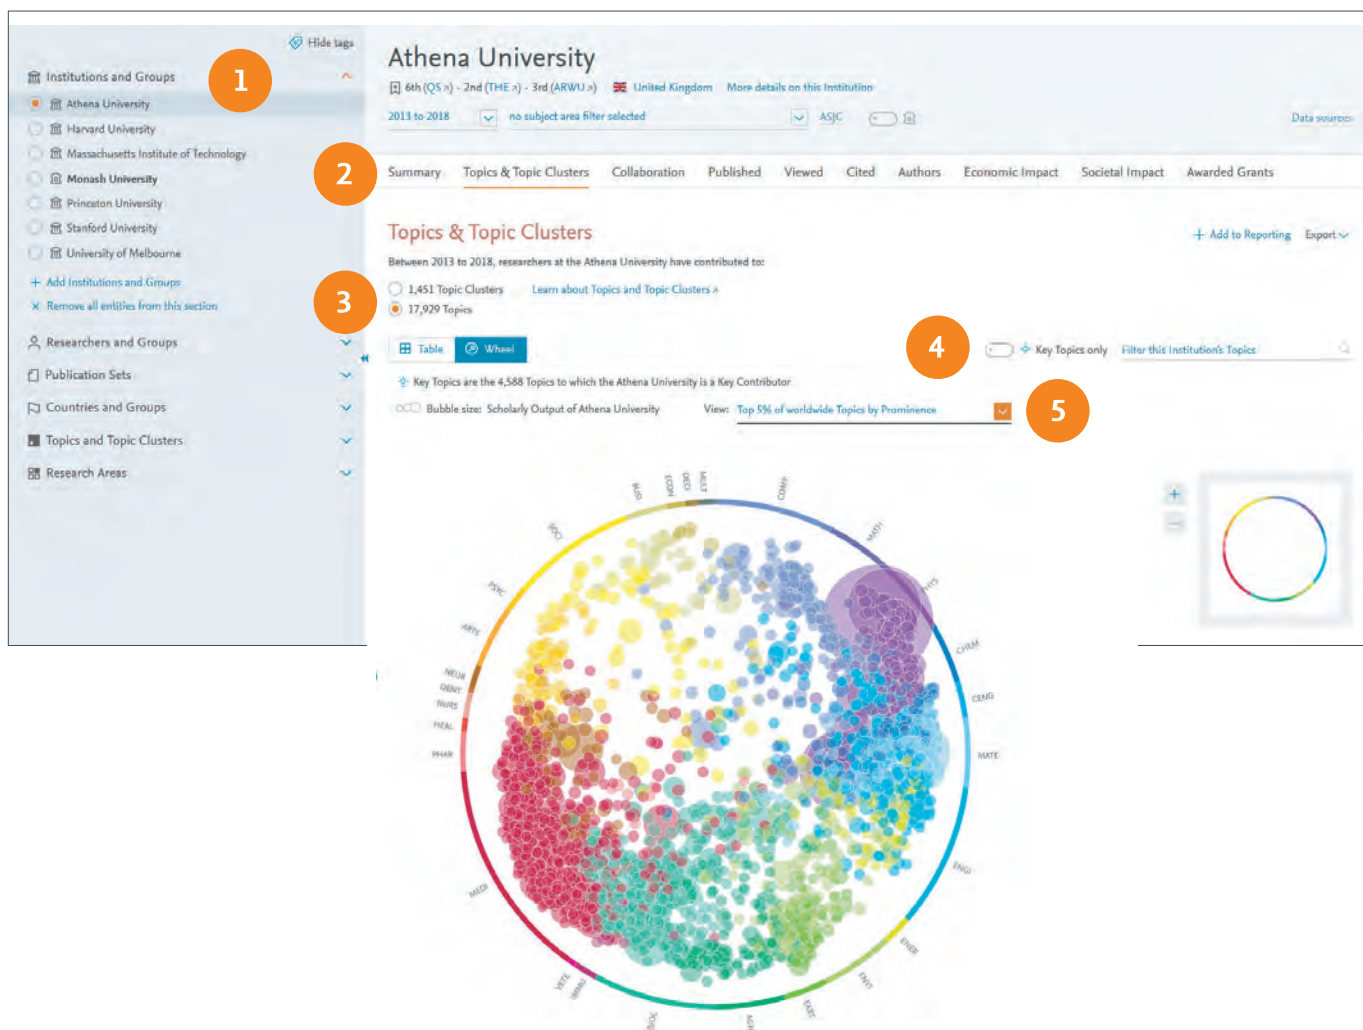 Hide tags
1
Institutions and Groups
Athena University
Harvard University
Massachusetts Institute of Technology
Monash University
Princeton University
Stanford University
University of Melbourne
+ Add Institutions and Groups
× Remove all entities from this section
Researchers and Groups
Publication Sets
Countries and Groups
Topics and Topic Clusters
Research Areas
Athena University
6th (QS) - 2nd (THE) - 3rd (ARWU) United Kingdom More details on this Institution
2013 to 2018 no subject area filter selected ASJC Data sources
2
Summary Topics & Topic Clusters Collaboration Published Viewed Cited Authors Economic Impact Societal Impact Awarded Grants
Topics & Topic Clusters
+ Add to Reporting Export
Between 2013 to 2018, researchers at the Athena University have contributed to:
3
1,451 Topic Clusters Learn about Topics and Topic Clusters
17,929 Topics
Table Wheel
4
Key Topics only Filter this Institution's Topics
Key Topics are the 4,588 Topics to which the Athena University is a Key Contributor
Bubble size: Scholarly Output of Athena University View: Top 5% of worldwide Topics by Prominence
5
+
−
BUSI
ECON
DECI
MULT
COMP
MATH
PHYS
CHEM
CENG
MATE
ENGI
ENER
ENVI
EART
AGRI
BIOC
IMMU
VETE
MEDI
PHAR
HEAL
NURS
DENT
NEUR
ARTS
PSYC
SOCI